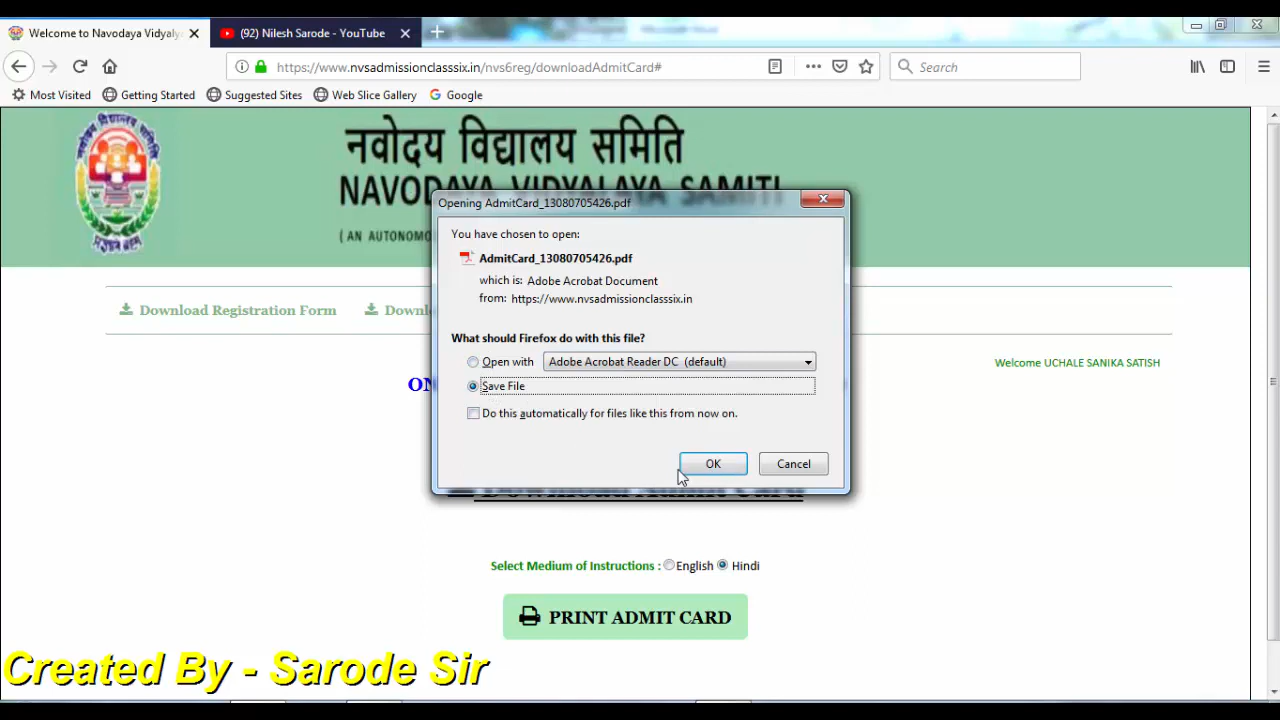 Welcome to Navodaya Vidyala
(92) Nilesh Sarode - YouTube
https://www.nvsadmissionclasssix.in/nvs6reg/downloadAdmitCard#
Search
Most Visited
Getting Started
Suggested Sites
Web Slice Gallery
Google
नवोदय विद्यालय समिति
NAVODAYA VIDYALAYA SAMITI
( AN AUTONOMO
Opening AdmitCard_13080705426.pdf
You have chosen to open:
AdmitCard_13080705426.pdf
which is: Adobe Acrobat Document
from: https://www.nvsadmissionclasssix.in
Download Registration Form
Downl
What should Firefox do with this file?
Open with
Adobe Acrobat Reader DC (default)
Welcome UCHALE SANIKA SATISH
ON
Save File
Do this automatically for files like this from now on.
OK
Cancel
Select Medium of Instructions : English Hindi
PRINT ADMIT CARD
Created By - Sarode Sir